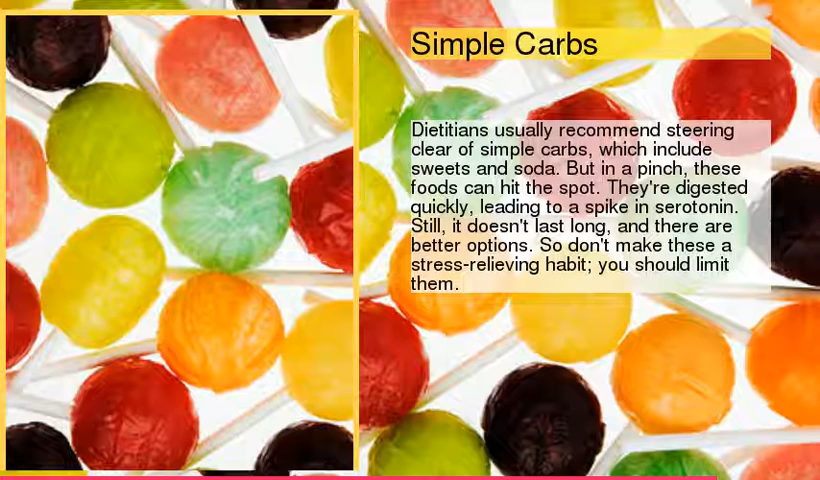 Simple Carbs
Dietitians usually recommend steering
clear of simple carbs, which include
sweets and soda. But in a pinch, these
foods can hit the spot. They're digested
quickly, leading to a spike in serotonin.
Still, it doesn't last long, and there are
better options. So don't make these a
stress-relieving habit; you should limit
them.